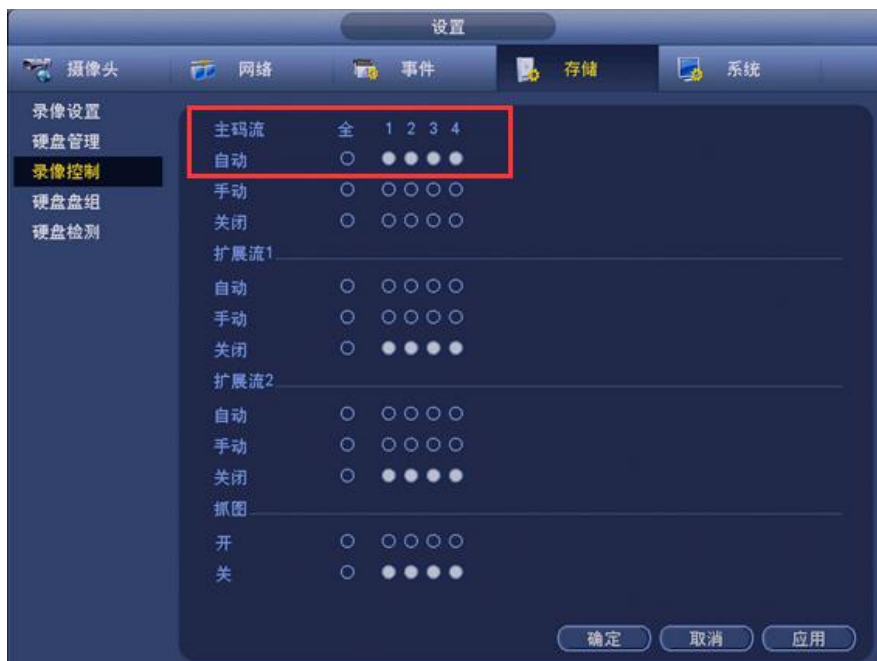 设置
摄像头 网络 事件 存储 系统
录像设置
硬盘管理
录像控制
硬盘盘组
硬盘检测
主码流 全 1 2 3 4
自动
手动
关闭
扩展流1
自动
手动
关闭
扩展流2
自动
手动
关闭
抓图
开
关
确定 取消 应用